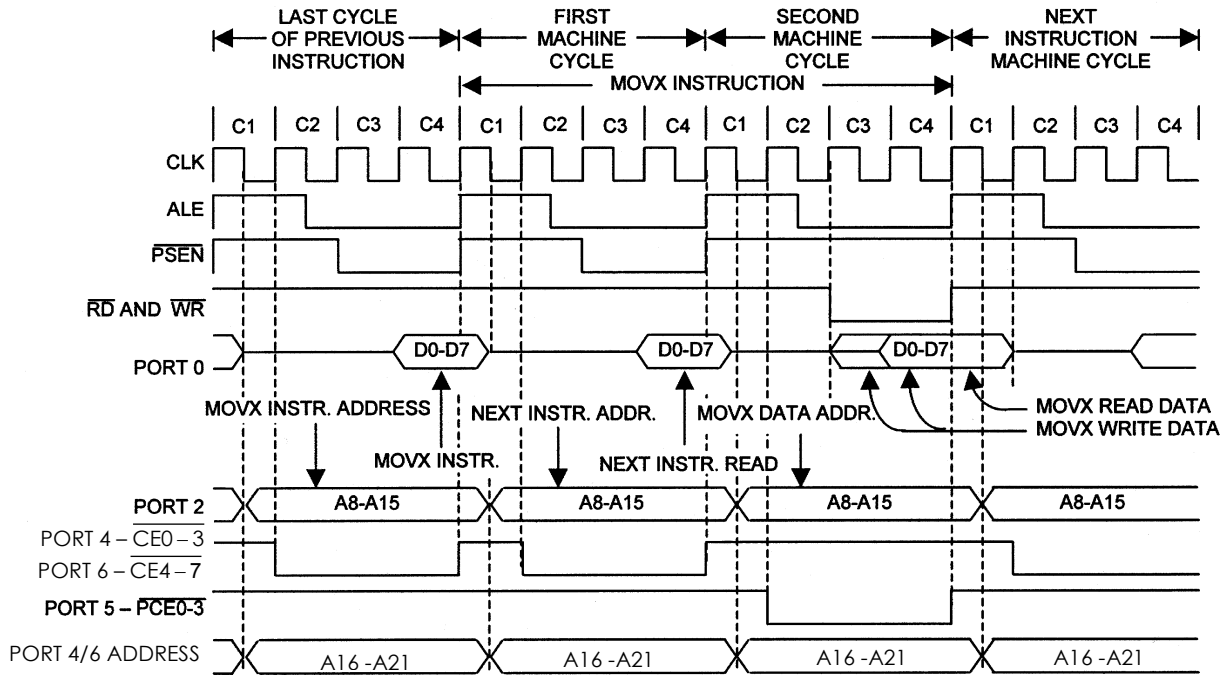 LAST CYCLE OF PREVIOUS INSTRUCTION
FIRST MACHINE CYCLE
SECOND MACHINE CYCLE
NEXT INSTRUCTION MACHINE CYCLE
MOVX INSTRUCTION
C1 C2 C3 C4 C1 C2 C3 C4 C1 C2 C3 C4 C1 C2 C3 C4
CLK
ALE
PSEN
RD AND WR
PORT 0 D0-D7 D0-D7 D0-D7
MOVX INSTR. ADDRESS
NEXT INSTR. ADDR.
MOVX DATA ADDR.
MOVX READ DATA
MOVX WRITE DATA
MOVX INSTR.
NEXT INSTR. READ
PORT 2 A8-A15 A8-A15 A8-A15 A8-A15
PORT 4 – CE0 – 3
PORT 6 – CE4 – 7
PORT 5 – PCE0-3
PORT 4/6 ADDRESS A16 -A21 A16 -A21 A16 -A21 A16 -A21